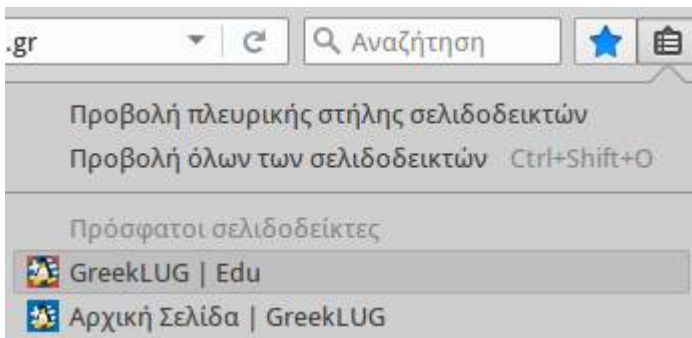 .gr Αναζήτηση
Προβολή πλευρικής στήλης σελιδοδεικτών
Προβολή όλων των σελιδοδεικτών Ctrl+Shift+O
Πρόσφατοι σελιδοδείκτες
GreekLUG | Edu
Αρχική Σελίδα | GreekLUG